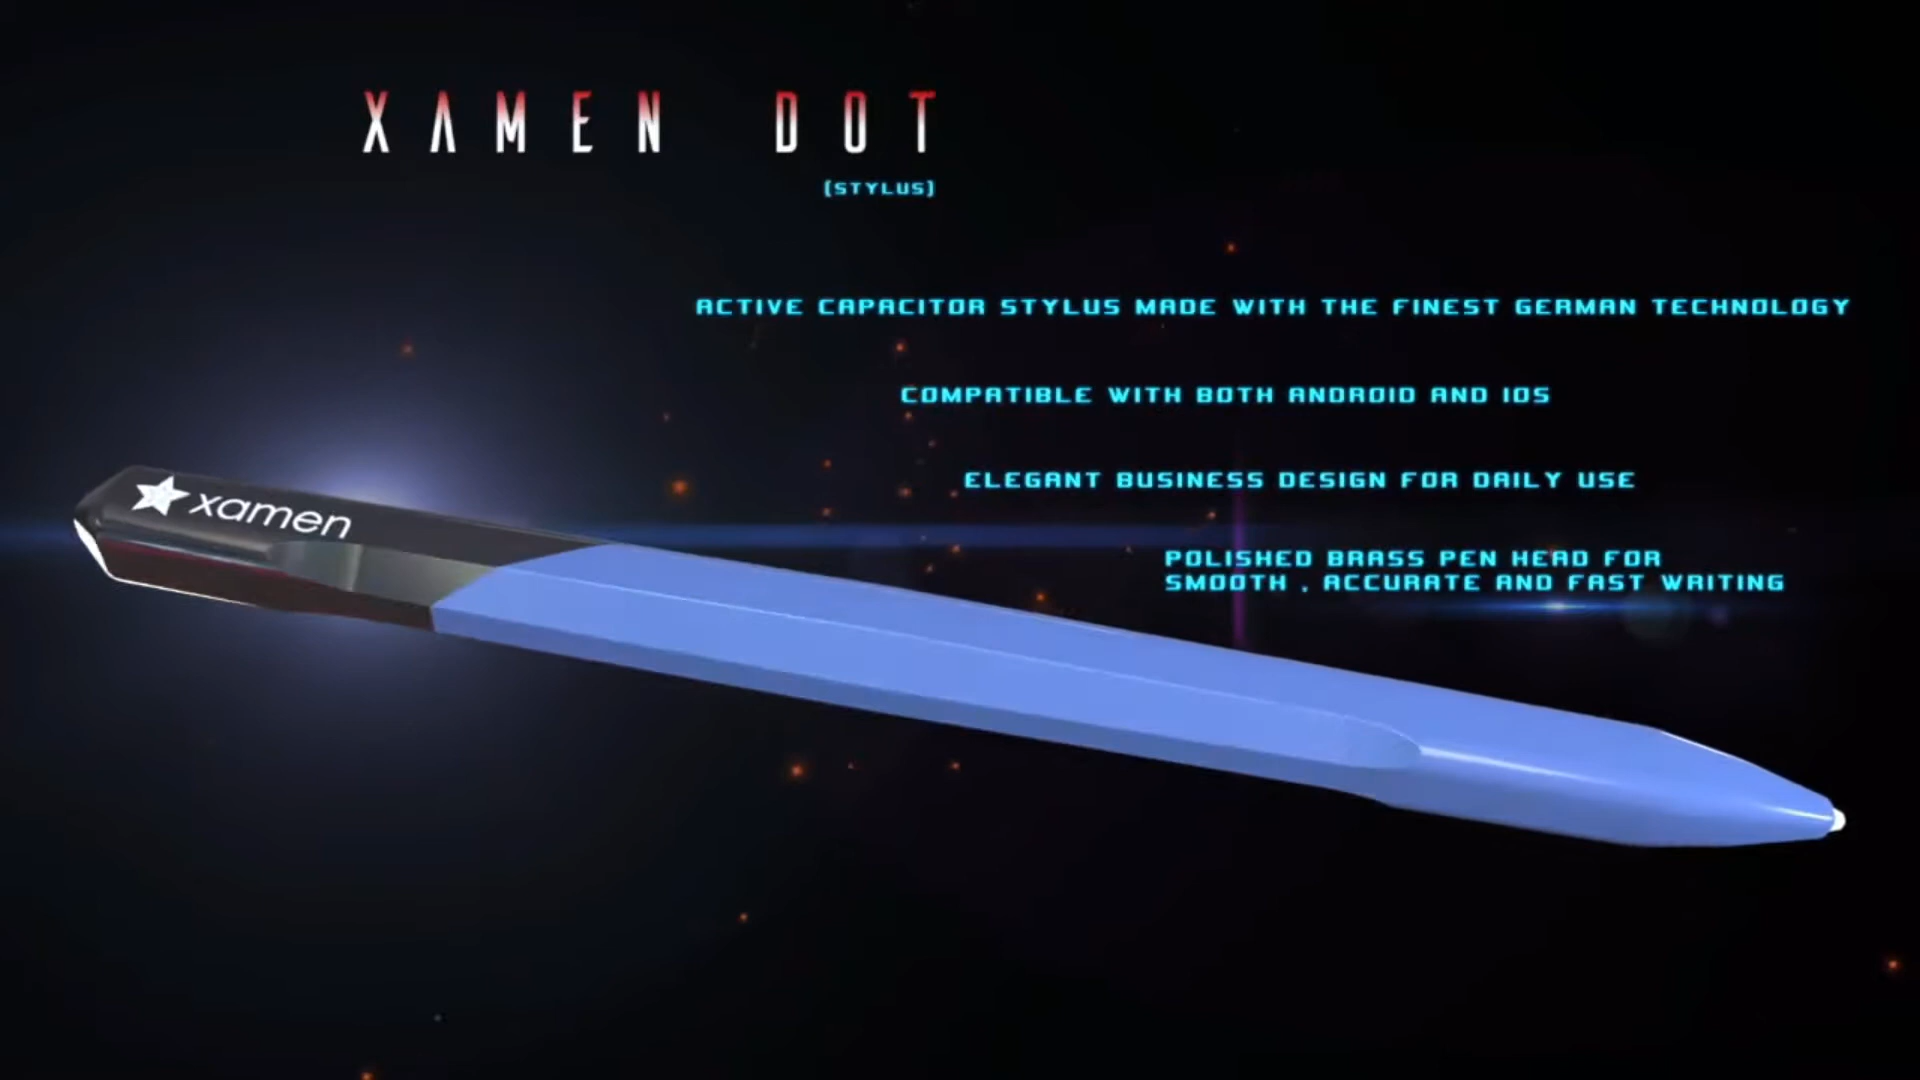 XAMEN DOT
[STYLUS]
ACTIVE CAPACITOR STYLUS MADE WITH THE FINEST GERMAN TECHNOLOGY
COMPATIBLE WITH BOTH ANDROID AND IOS
ELEGANT BUSINESS DESIGN FOR DAILY USE
POLISHED BRASS PEN HEAD FOR
SMOOTH , ACCURATE AND FAST WRITING
xamen